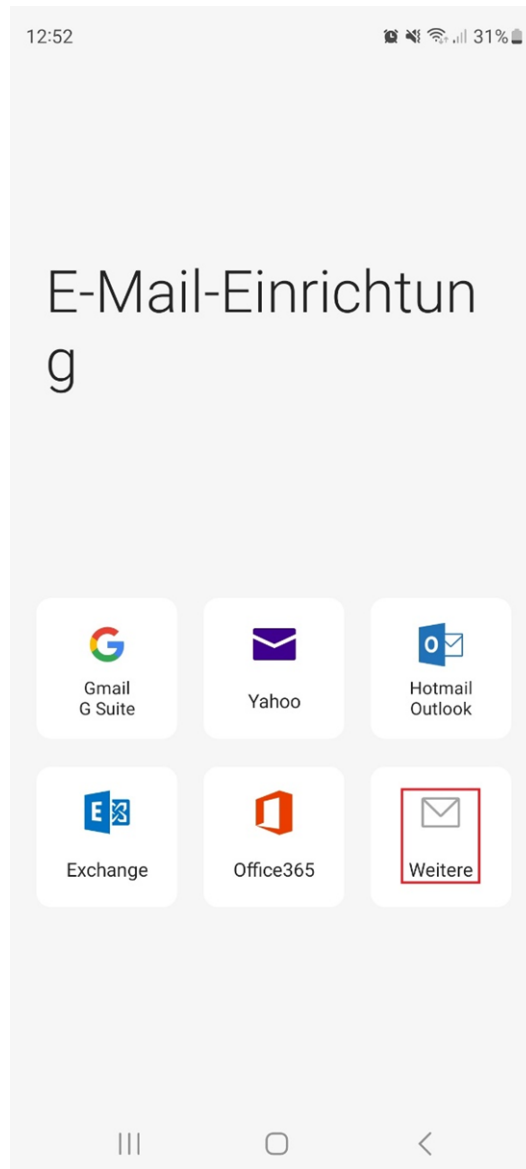 12:52
31%
E-Mail-Einrichtun
g
Gmail
G Suite
Yahoo
Hotmail
Outlook
Exchange
Office365
Weitere